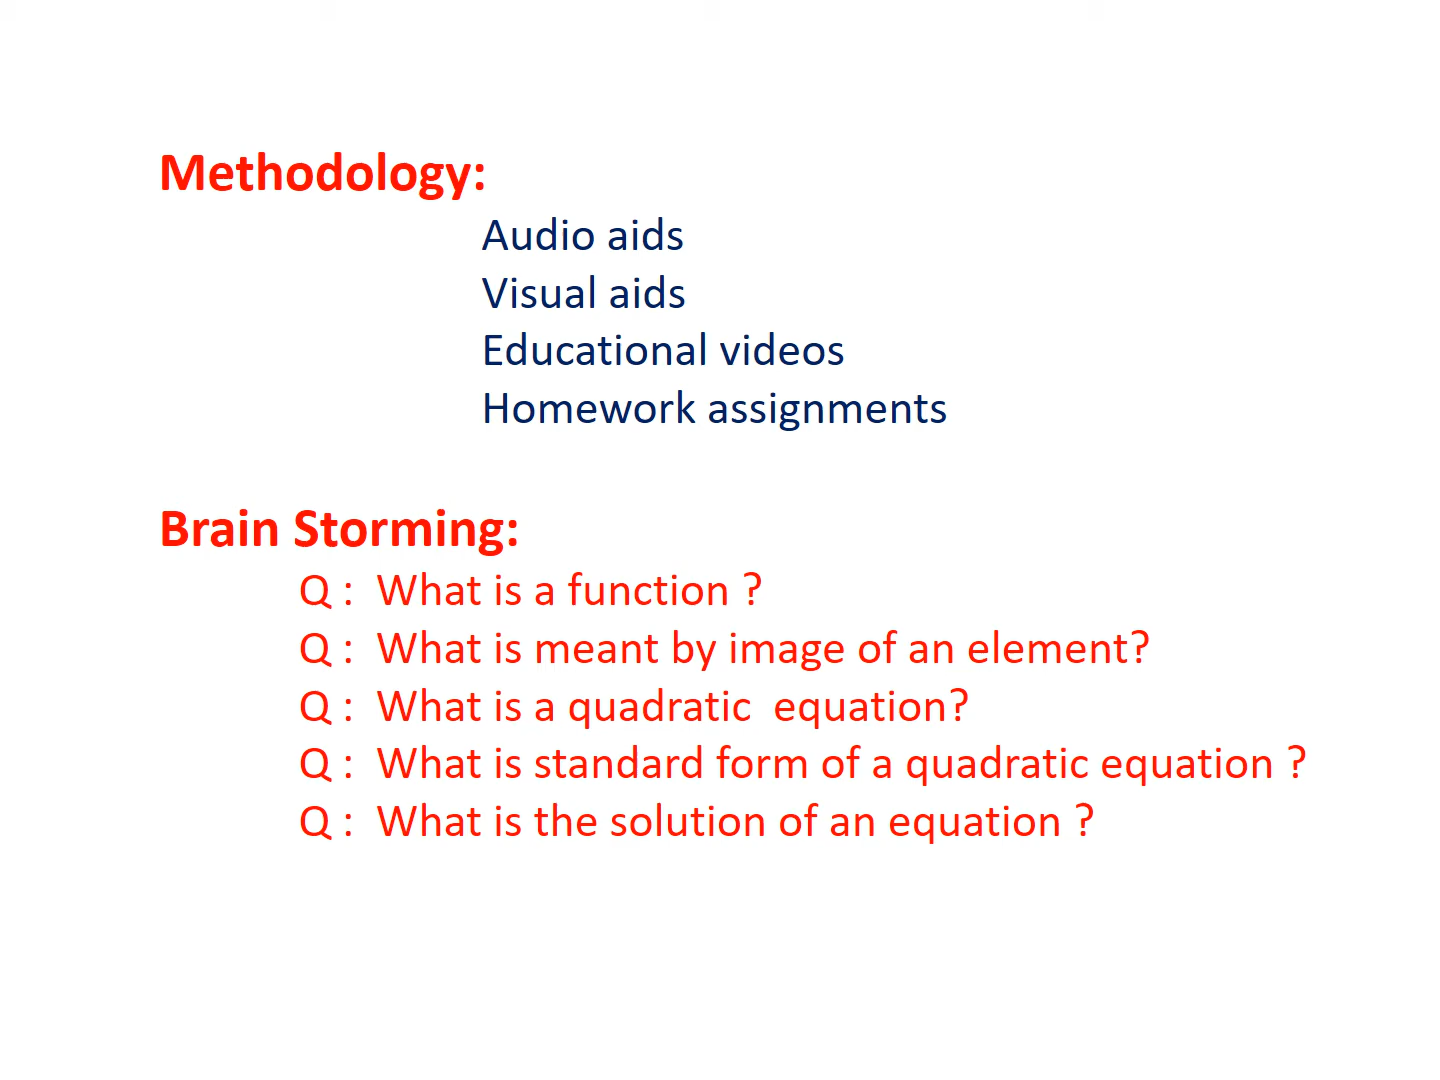 Methodology:
Audio aids
Visual aids
Educational videos
Homework assignments
Brain Storming:
Q :  What is a function ?
Q :  What is meant by image of an element?
Q :  What is a quadratic  equation?
Q :  What is standard form of a quadratic equation ?
Q :  What is the solution of an equation ?